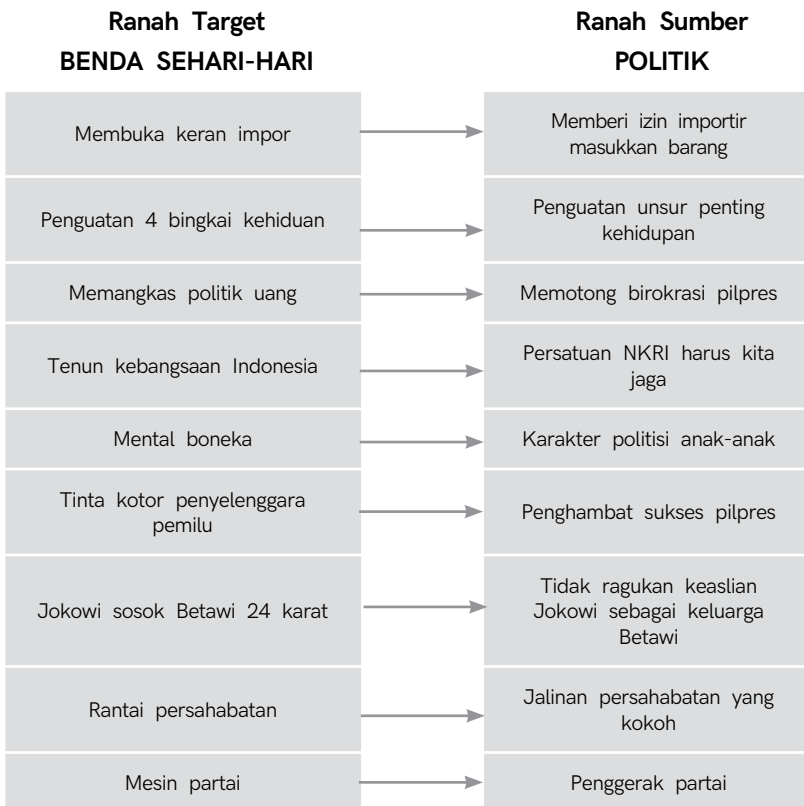 Ranah Target
BENDA SEHARI-HARI
Ranah Sumber
POLITIK
Membuka keran impor
Memberi izin importir
masukkan barang
Penguatan 4 bingkai kehiduan
Penguatan unsur penting
kehidupan
Memangkas politik uang
Memotong birokrasi pilpres
Tenun kebangsaan Indonesia
Persatuan NKRI harus kita
jaga
Mental boneka
Karakter politisi anak-anak
Tinta kotor penyelenggara
pemilu
Penghambat sukses pilpres
Jokowi sosok Betawi 24 karat
Tidak ragukan keaslian
Jokowi sebagai keluarga
Betawi
Rantai persahabatan
Jalinan persahabatan yang
kokoh
Mesin partai
Penggerak partai